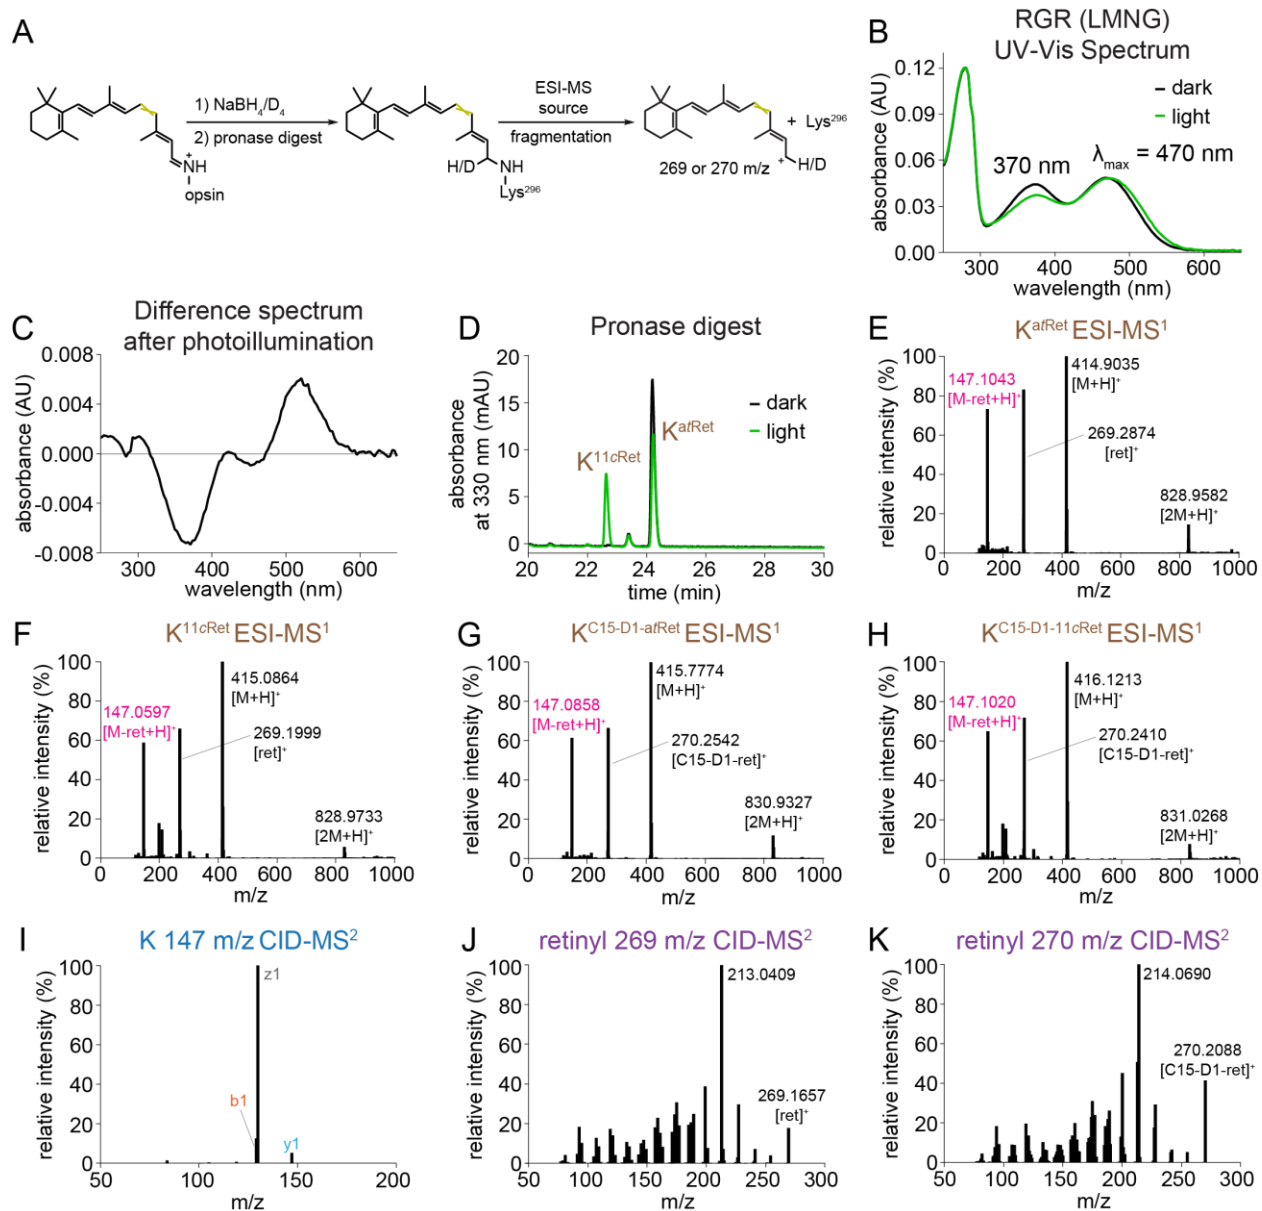 A
1) NaBH4/D4
2) pronase digest
ESI-MS
source
fragmentation
+
NH
opsin
H/D
NH
Lys296
+
H/D
+ Lys296
269 or 270 m/z
B
RGR (LMNG)
UV-Vis Spectrum
absorbance (AU)
0.12
0.09
0.06
0.03
0.00
dark
light
370 nm
λmax = 470 nm
300 400 500 600
wavelength (nm)
C
Difference spectrum
after photoillumination
absorbance (AU)
0.008
0.004
0.000
-0.004
-0.008
300 400 500 600
wavelength (nm)
D
Pronase digest
absorbance
at 330 nm (mAU)
20
15
10
5
0
dark
light
K11cRet
KatRet
20 22 24 26 28 30
time (min)
E
KatRet ESI-MS1
relative intensity (%)
100
80
60
40
20
0
147.1043
[M-ret+H]+
414.9035
[M+H]+
269.2874
[ret]+
828.9582
[2M+H]+
0 200 400 600 800 1000
m/z
F
K11cRet ESI-MS1
relative intensity (%)
100
80
60
40
20
0
147.0597
[M-ret+H]+
415.0864
[M+H]+
269.1999
[ret]+
828.9733
[2M+H]+
0 200 400 600 800 1000
m/z
G
KC15-D1-atRet ESI-MS1
relative intensity (%)
100
80
60
40
20
0
147.0858
[M-ret+H]+
415.7774
[M+H]+
270.2542
[C15-D1-ret]+
830.9327
[2M+H]+
0 200 400 600 800 1000
m/z
H
KC15-D1-11cRet ESI-MS1
relative intensity (%)
100
80
60
40
20
0
147.1020
[M-ret+H]+
416.1213
[M+H]+
270.2410
[C15-D1-ret]+
831.0268
[2M+H]+
0 200 400 600 800 1000
m/z
I
K 147 m/z CID-MS2
relative intensity (%)
100
80
60
40
20
0
z1
b1
y1
50 100 150 200
m/z
J
retinyl 269 m/z CID-MS2
relative intensity (%)
100
80
60
40
20
0
213.0409
269.1657
[ret]+
50 100 150 200 250 300
m/z
K
retinyl 270 m/z CID-MS2
relative intensity (%)
100
80
60
40
20
0
214.0690
270.2088
[C15-D1-ret]+
50 100 150 200 250 300
m/z